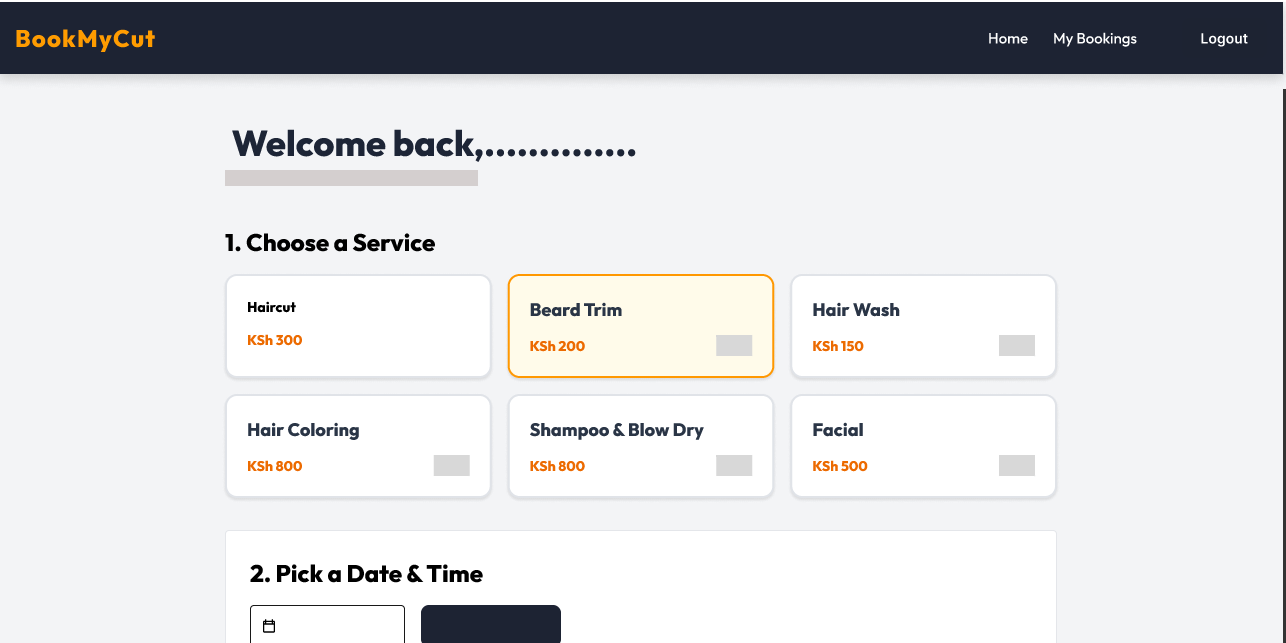 BookMyCut
Home My Bookings Logout
Welcome back,..............
1. Choose a Service
Haircut
KSh 300
Beard Trim
KSh 200
Hair Wash
KSh 150
Hair Coloring
KSh 800
Shampoo & Blow Dry
KSh 800
Facial
KSh 500
2. Pick a Date & Time